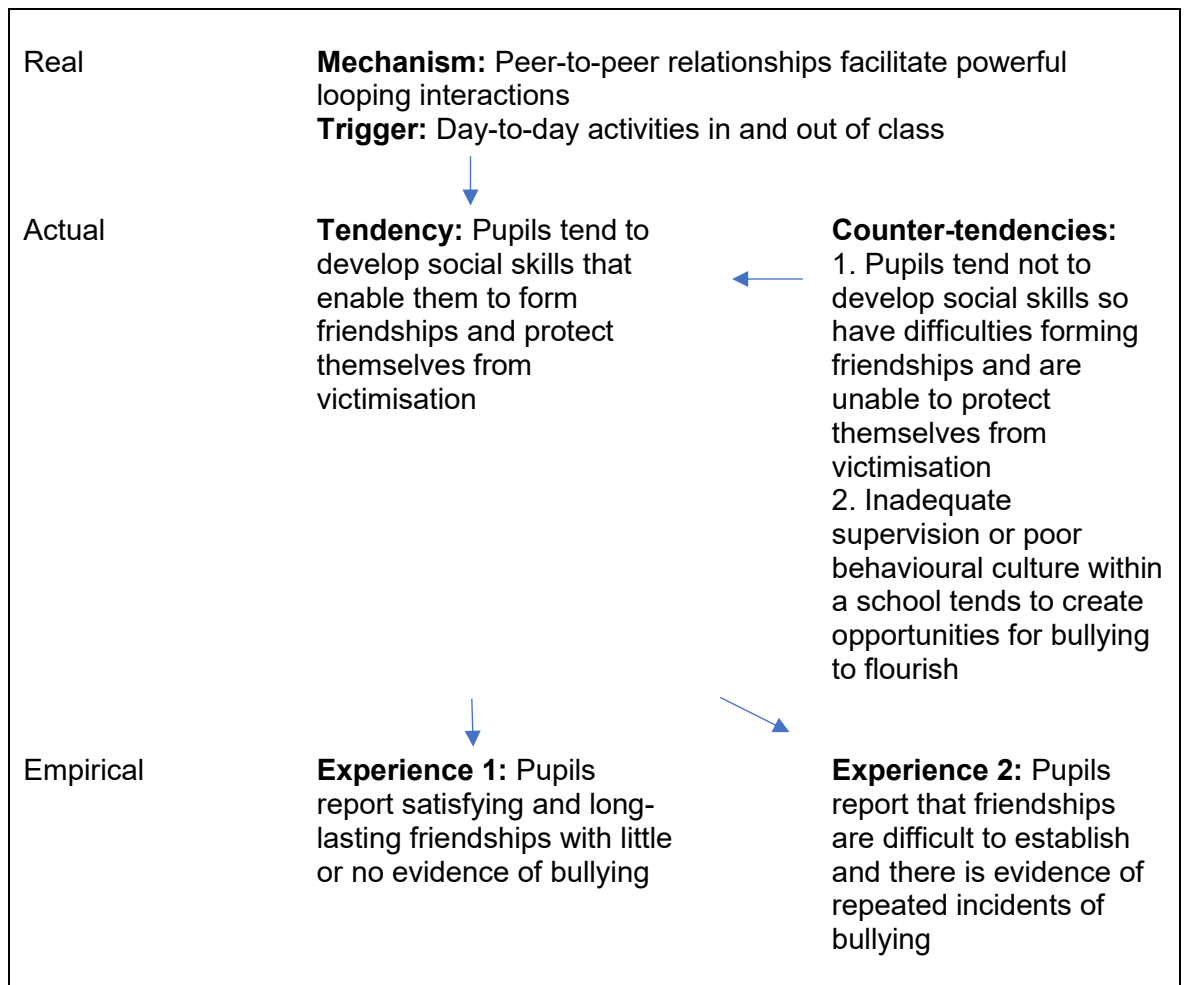 Real
Mechanism: Peer-to-peer relationships facilitate powerful
looping interactions
Trigger: Day-to-day activities in and out of class
Actual
Tendency: Pupils tend to
develop social skills that
enable them to form
friendships and protect
themselves from
victimisation
Counter-tendencies:
1. Pupils tend not to
develop social skills so
have difficulties forming
friendships and are
unable to protect
themselves from
victimisation
2. Inadequate
supervision or poor
behavioural culture within
a school tends to create
opportunities for bullying
to flourish
Empirical
Experience 1: Pupils
report satisfying and long-
lasting friendships with little
or no evidence of bullying
Experience 2: Pupils
report that friendships
are difficult to establish
and there is evidence of
repeated incidents of
bullying